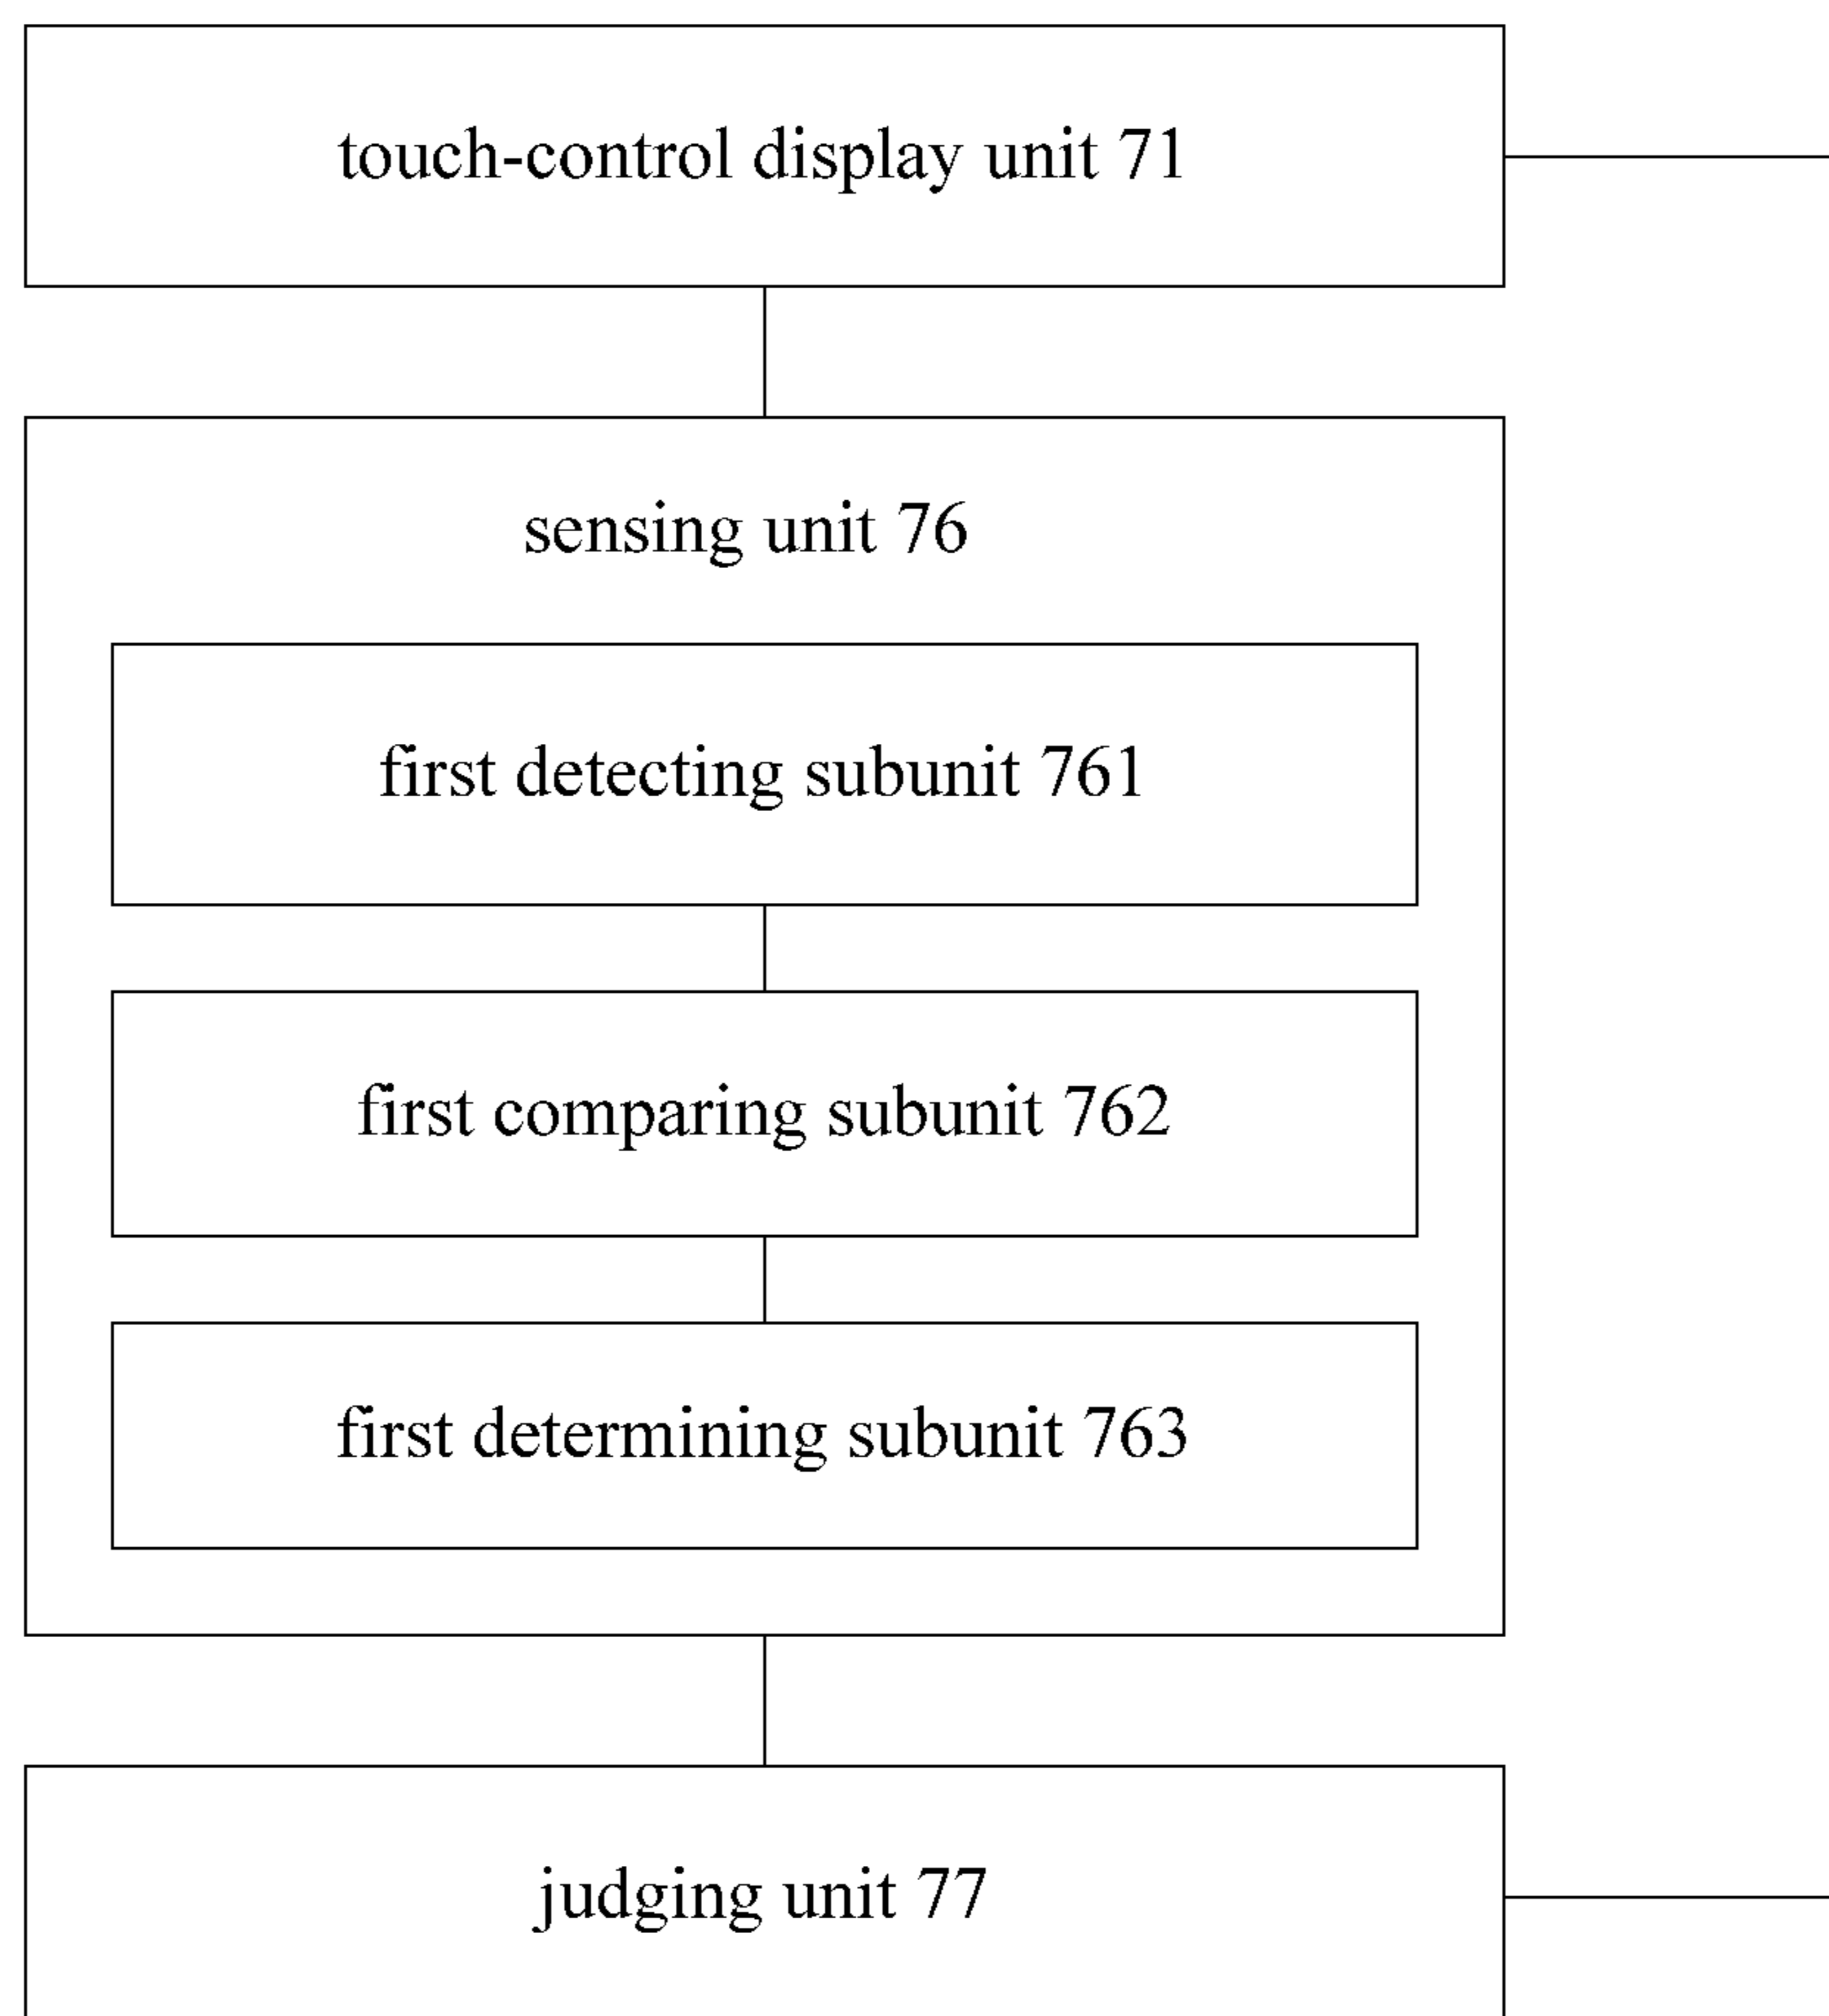 touch-control display unit 71
sensing unit 76
first detecting subunit 761
first comparing subunit 762
first determining subunit 763
judging unit 77